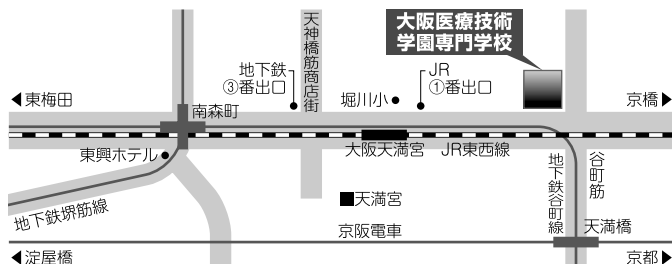 大阪医療技術
学園専門学校
天神橋筋商店街
地下鉄
③番出口
JR
①番出口
堀川小
◀東梅田
京橋▶
南森町
東興ホテル
大阪天満宮
JR東西線
地下鉄谷町線
谷町筋
地下鉄堺筋線
天満宮
天満橋
京阪電車
◀淀屋橋
京都▶